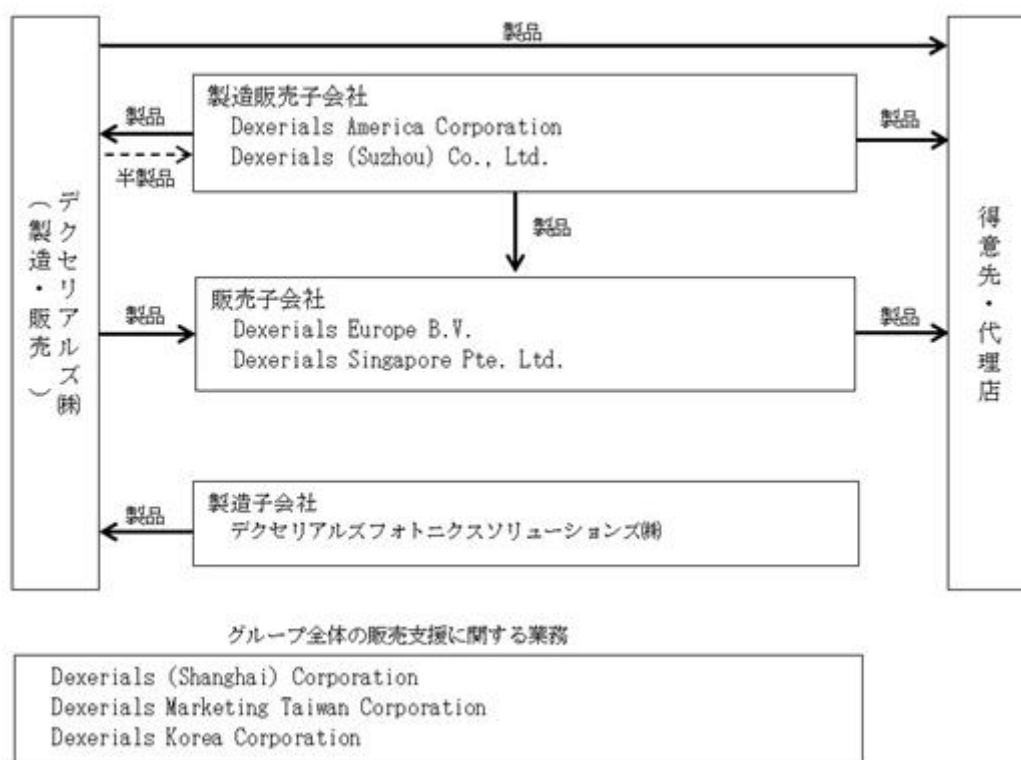 製品
製造販売子会社
Dexerials America Corporation
Dexerials (Suzhou) Co., Ltd.
製品
半製品
製品
製品
デクセリアルズ㈱
（製造・販売）
得意先・代理店
販売子会社
Dexerials Europe B.V.
Dexerials Singapore Pte. Ltd.
製品
製品
製造子会社
デクセリアルズフォトニクスソリューションズ㈱
製品
グループ全体の販売支援に関する業務
Dexerials (Shanghai) Corporation
Dexerials Marketing Taiwan Corporation
Dexerials Korea Corporation